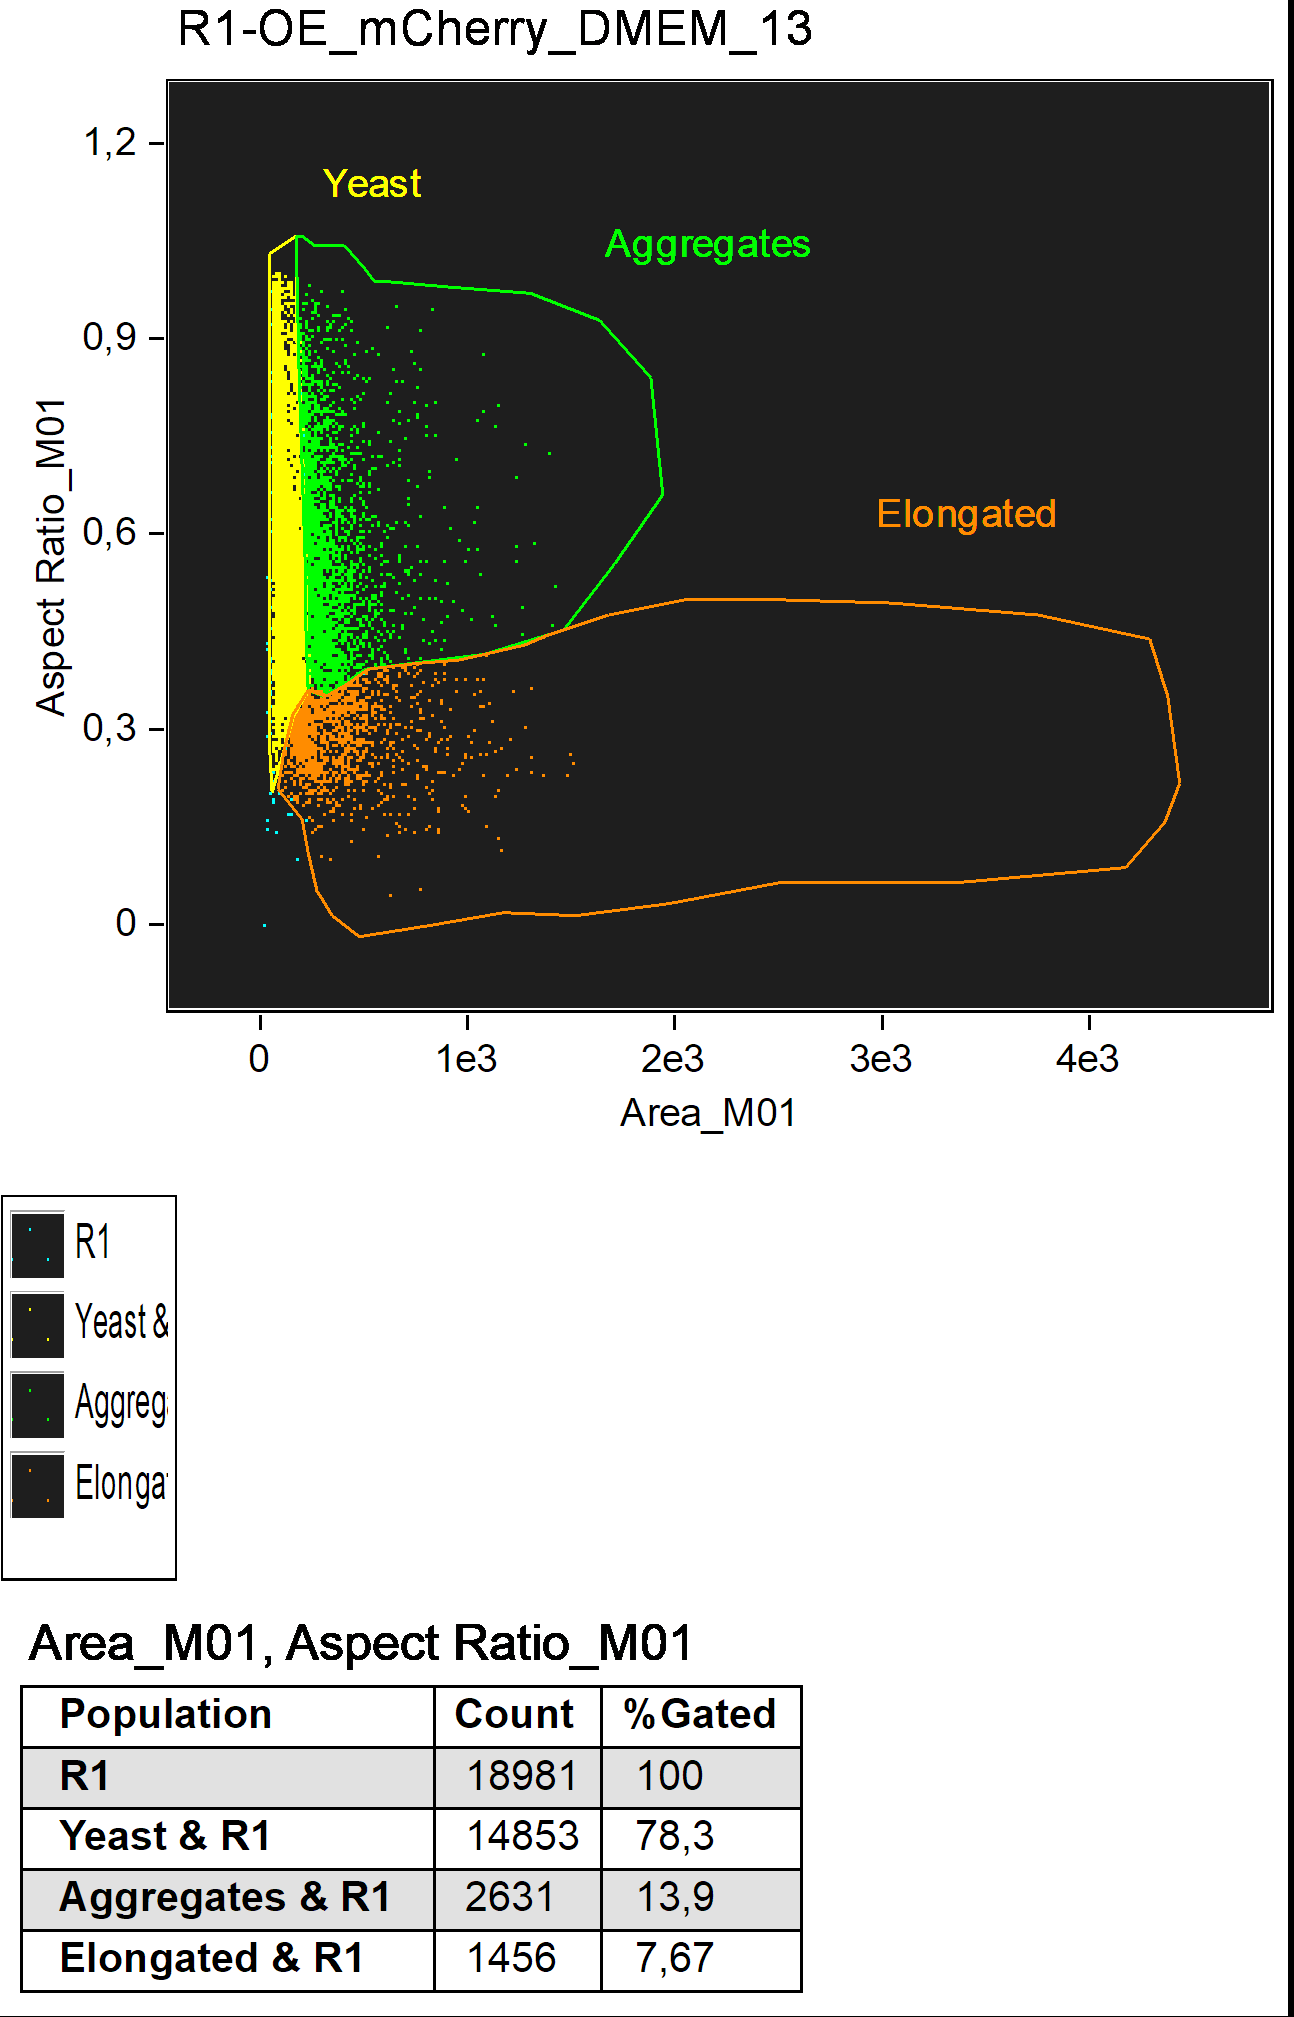 R1-OE_mCherry_DMEM_13
1,2
Yeast
Aggregates
0,9
Elongated
0,6
0,3
0
Aspect Ratio_M01
0 1e3 2e3 3e3 4e3
Area_M01
R1
Yeast &
Aggreg
Elonga
Area_M01, Aspect Ratio_M01
Population Count %Gated
R1 18981 100
Yeast & R1 14853 78,3
Aggregates & R1 2631 13,9
Elongated & R1 1456 7,67